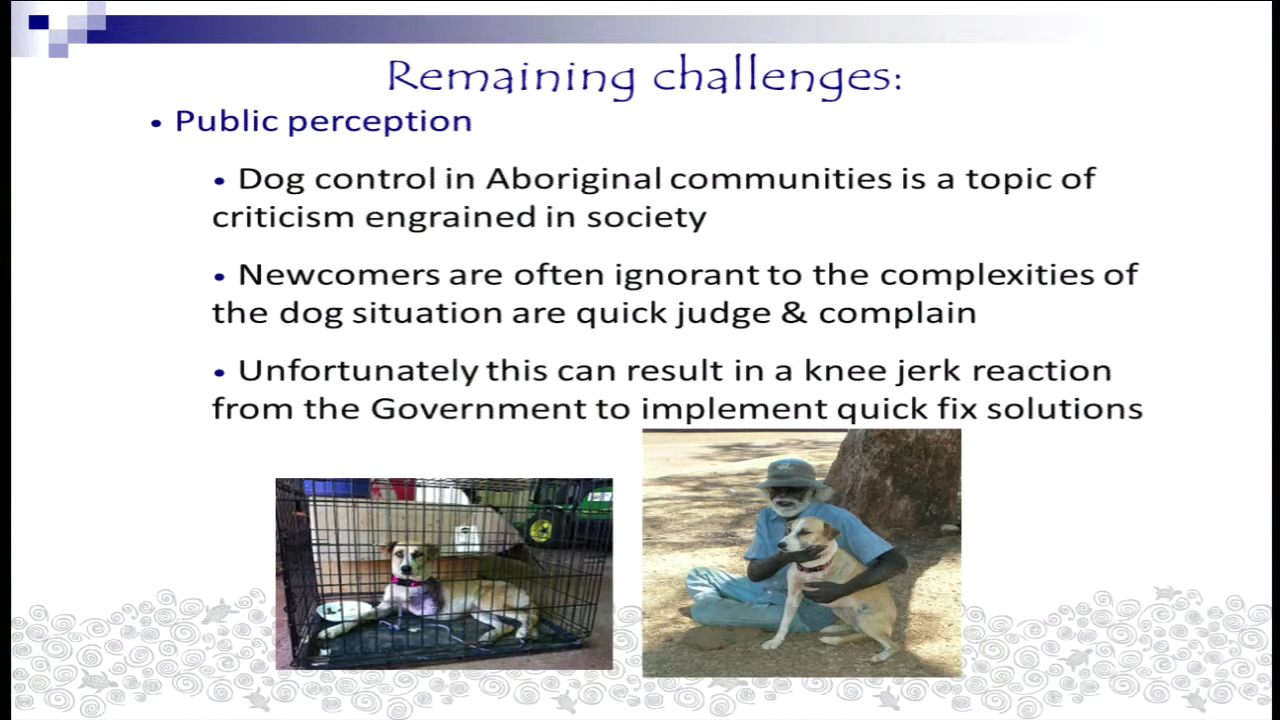 Remaining challenges:
• Public perception
• Dog control in Aboriginal communities is a topic of
criticism engrained in society
• Newcomers are often ignorant to the complexities of
the dog situation are quick judge & complain
• Unfortunately this can result in a knee jerk reaction
from the Government to implement quick fix solutions